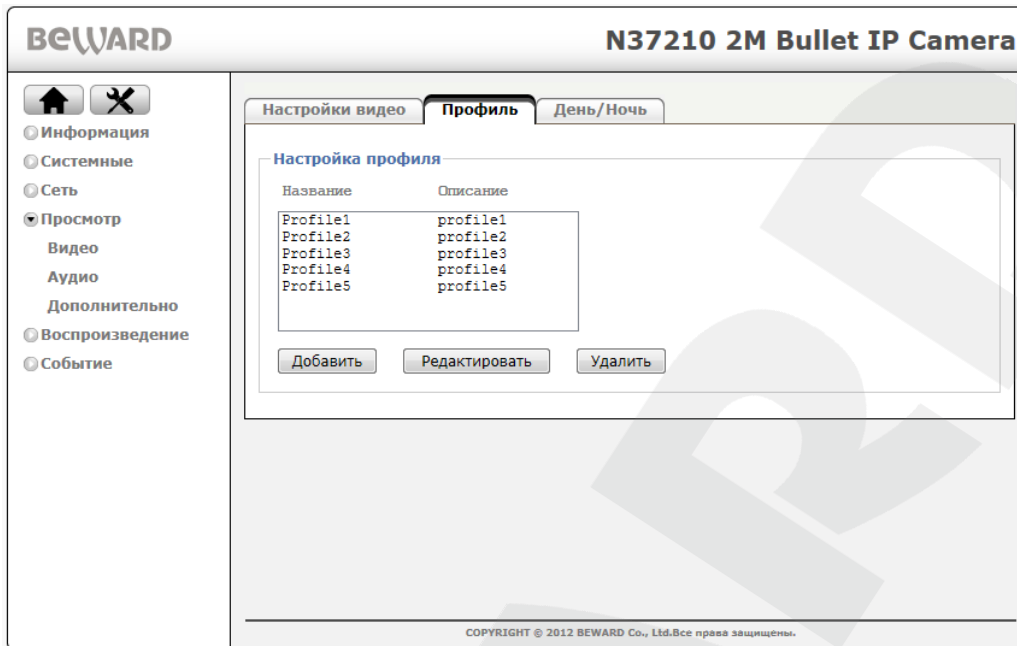 BEWARD
N37210 2M Bullet IP Camera
Информация
Системные
Сеть
Просмотр
Видео
Аудио
Дополнительно
Воспроизведение
Событие
Настройки видео Профиль День/Ночь
Настройка профиля
Название Описание
Profile1 profile1
Profile2 profile2
Profile3 profile3
Profile4 profile4
Profile5 profile5
Добавить Редактировать Удалить
COPYRIGHT © 2012 BEWARD Co., Ltd.Все права защищены.